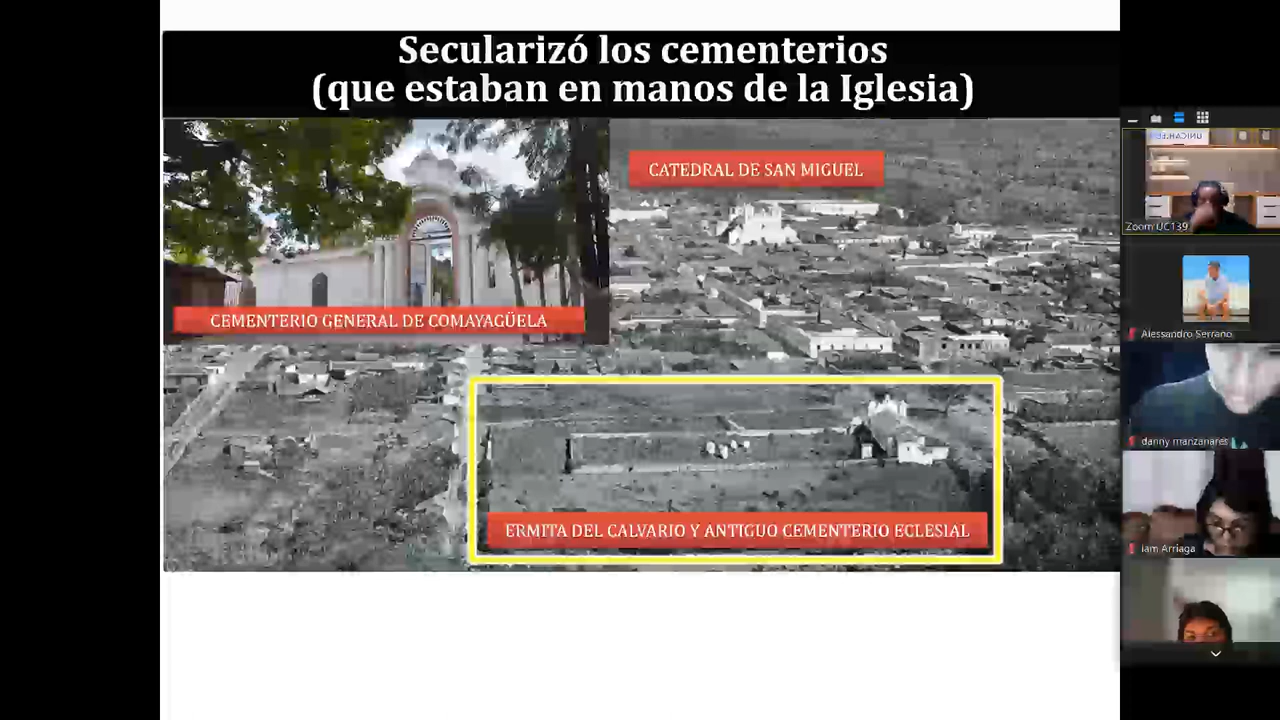 Secularizó los cementerios
(que estaban en manos de la Iglesia)
CATEDRAL DE SAN MIGUEL
CEMENTERIO GENERAL DE COMAYAGÜELA
ERMITA DEL CALVARIO Y ANTIGUO CEMENTERIO ECLESIAL
Zoom UC139
Alessandro Serrano
danny manzanares
iam Arriaga